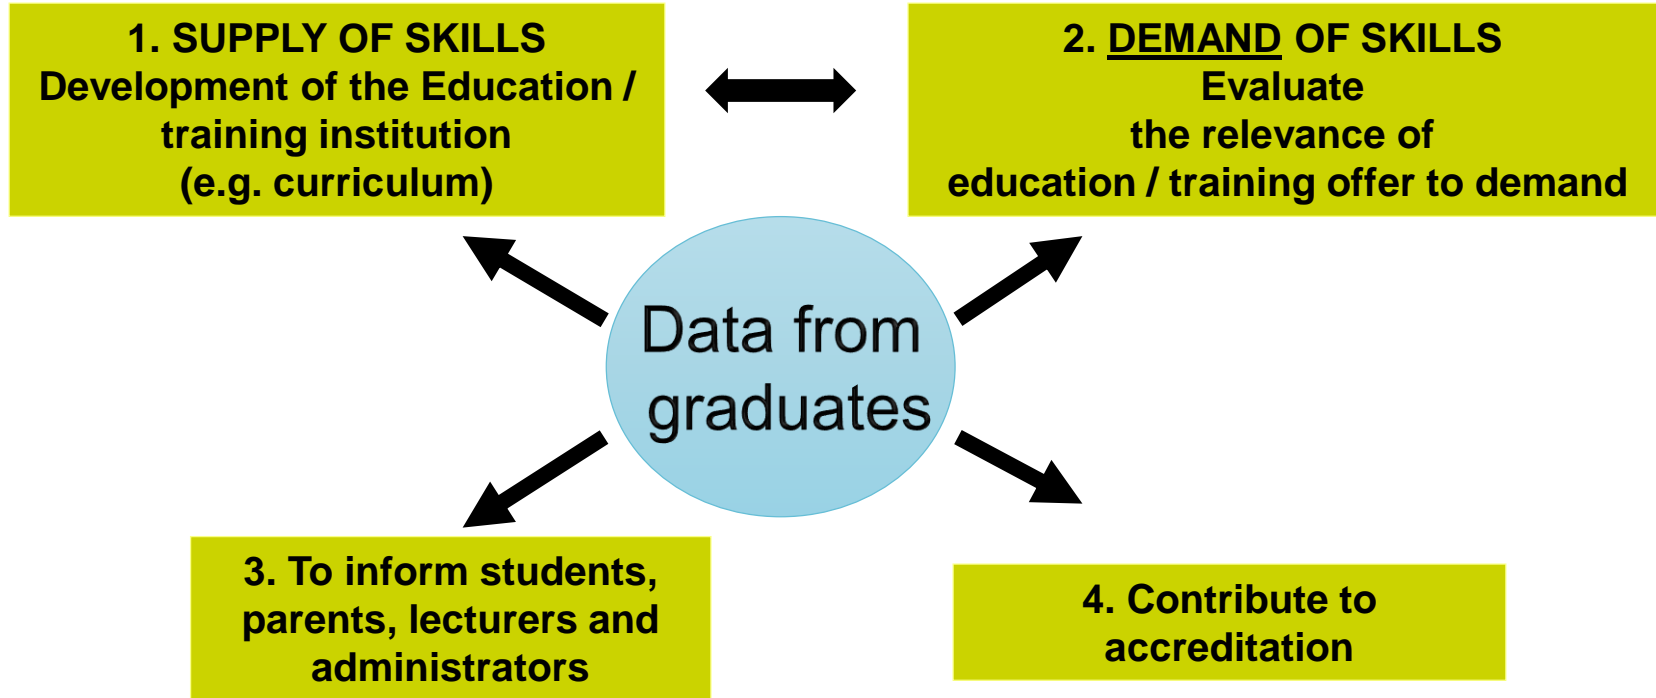 1. SUPPLY OF SKILLS
Development of the Education /
training institution
(e.g. curriculum)
2. DEMAND OF SKILLS
Evaluate
the relevance of
education / training offer to demand
Data from
graduates
3. To inform students,
parents, lecturers and
administrators
4. Contribute to
accreditation